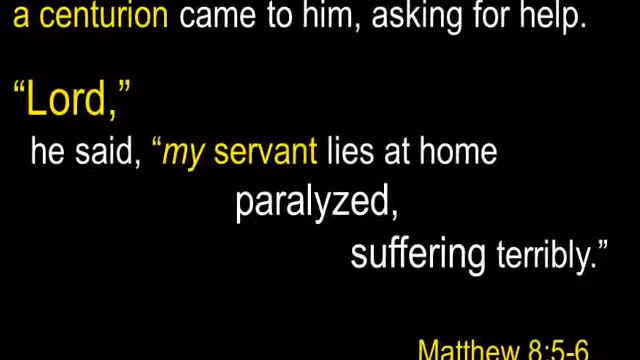 a centurion came to him, asking for help.
“Lord,”
he said, “my servant lies at home
paralyzed,
suffering terribly.”
Matthew 8:5-6